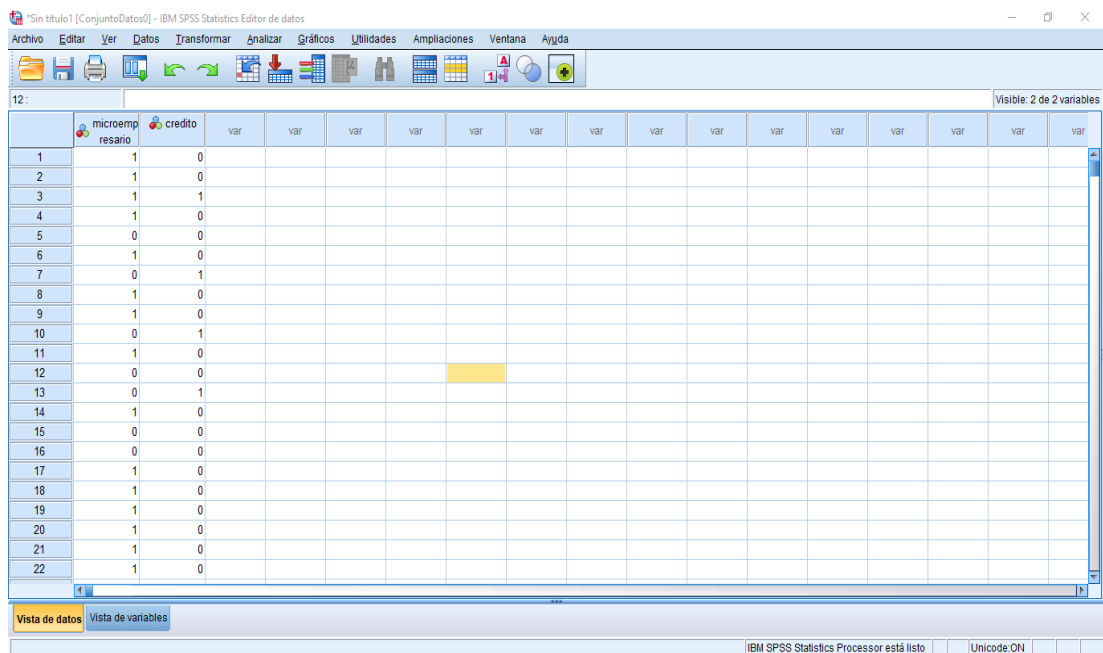 *Sin título1 [ConjuntoDatos0] - IBM SPSS Statistics Editor de datos
Archivo Editar Ver Datos Transformar Analizar Gráficos Utilidades Ampliaciones Ventana Ayuda
12 :
Visible: 2 de 2 variables
microemp
resario
credito var var var var var var var var var var var var var var var
1 1 0
2 1 0
3 1 1
4 1 0
5 0 0
6 1 0
7 0 1
8 1 0
9 1 0
10 0 1
11 1 0
12 0 0
13 0 1
14 1 0
15 0 0
16 0 0
17 1 0
18 1 0
19 1 0
20 1 0
21 1 0
22 1 0
Vista de datos Vista de variables
IBM SPSS Statistics Processor está listo Unicode:ON